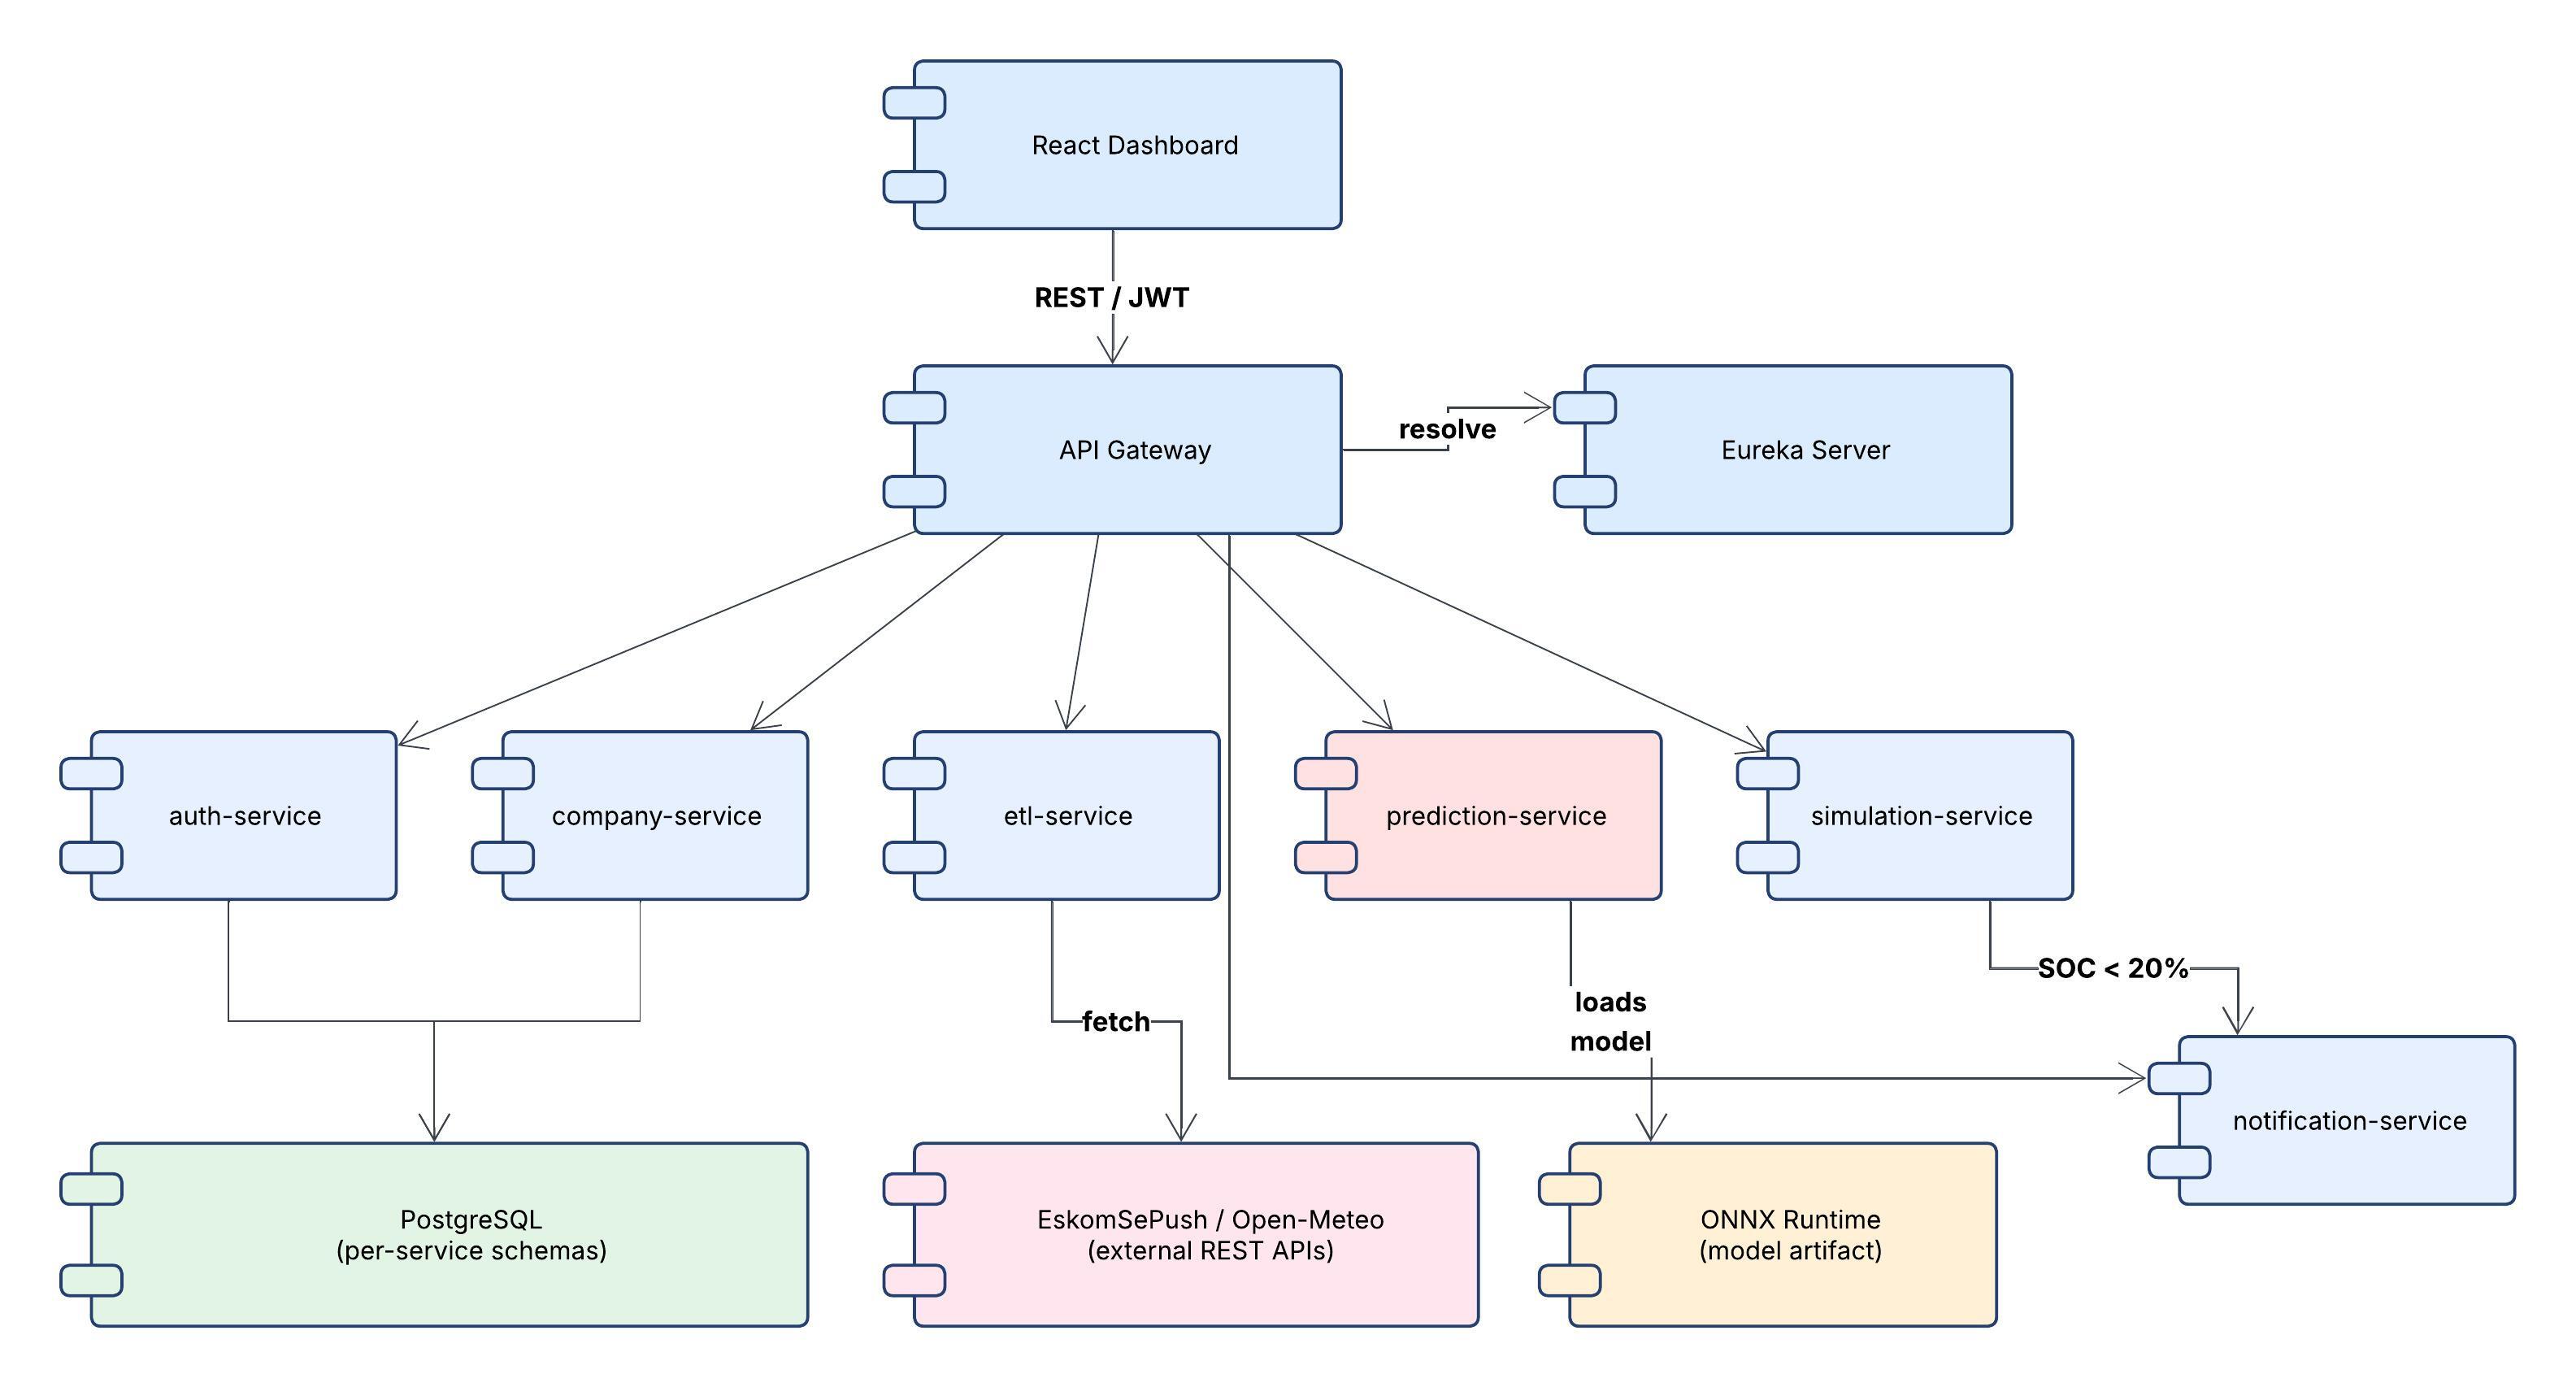 React Dashboard
REST / JWT
API Gateway
resolve
Eureka Server
auth-service
company-service
etl-service
prediction-service
simulation-service
SOC < 20%
fetch
loads
model
notification-service
PostgreSQL
(per-service schemas)
EskomSePush / Open-Meteo
(external REST APIs)
ONNX Runtime
(model artifact)